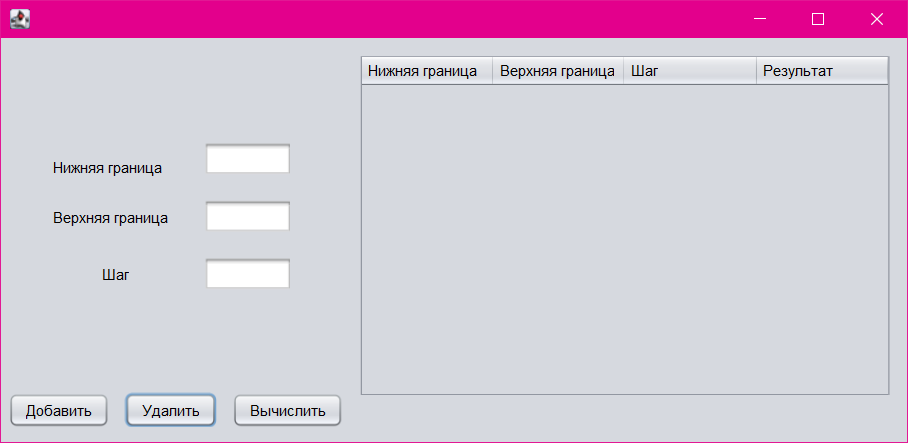 Нижняя граница Верхняя граница Шаг Результат
Нижняя граница
Верхняя граница
Шаг
Добавить Удалить Вычислить